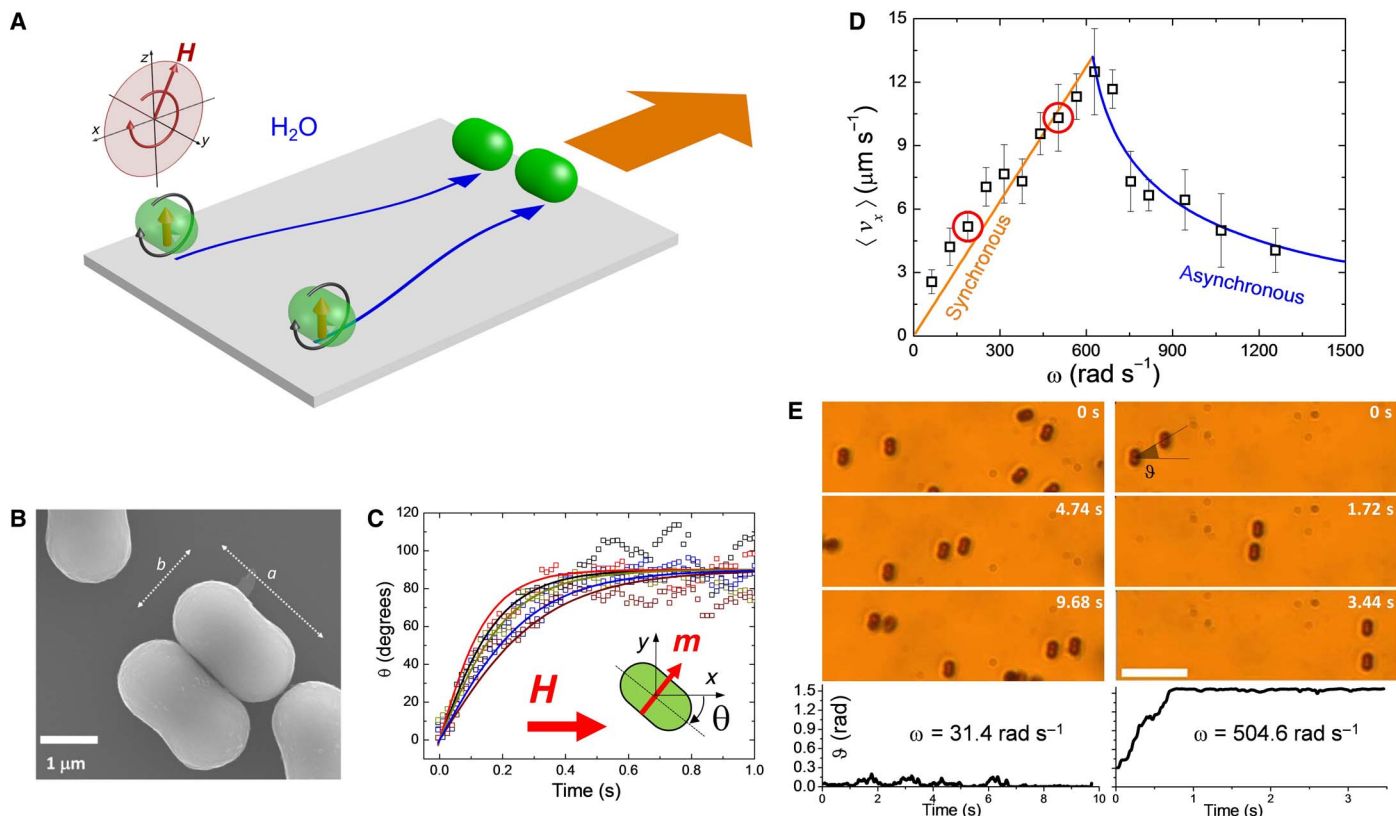 A
H
z
x
y
H₂O
B
b
a
1 μm
C
θ (degrees)
120
100
80
60
40
20
0
H
y
m
x
θ
0.0
0.2
0.4
0.6
0.8
1.0
Time (s)
D
⟨ vₓ ⟩ (μm s⁻¹)
15
12
9
6
3
0
Synchronous
Asynchronous
0
300
600
900
1200
1500
ω (rad s⁻¹)
E
0 s
4.74 s
9.68 s
0 s
ϑ
1.72 s
3.44 s
ϑ (rad)
1.5
1.2
0.9
0.6
0.3
0.0
ω = 31.4 rad s⁻¹
0
2
4
6
8
10
Time (s)
ω = 504.6 rad s⁻¹
0
1
2
3
Time (s)